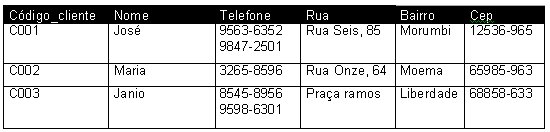 Código_cliente Nome Telefone Rua Bairro Cep
C001 José 9563-6352 Rua Seis, 85 Morumbi 12536-965
9847-2501
C002 Maria 3265-8596 Rua Onze, 64 Moema 65985-963
C003 Janio 8545-8956 Praça ramos Liberdade 68858-633
9598-6301